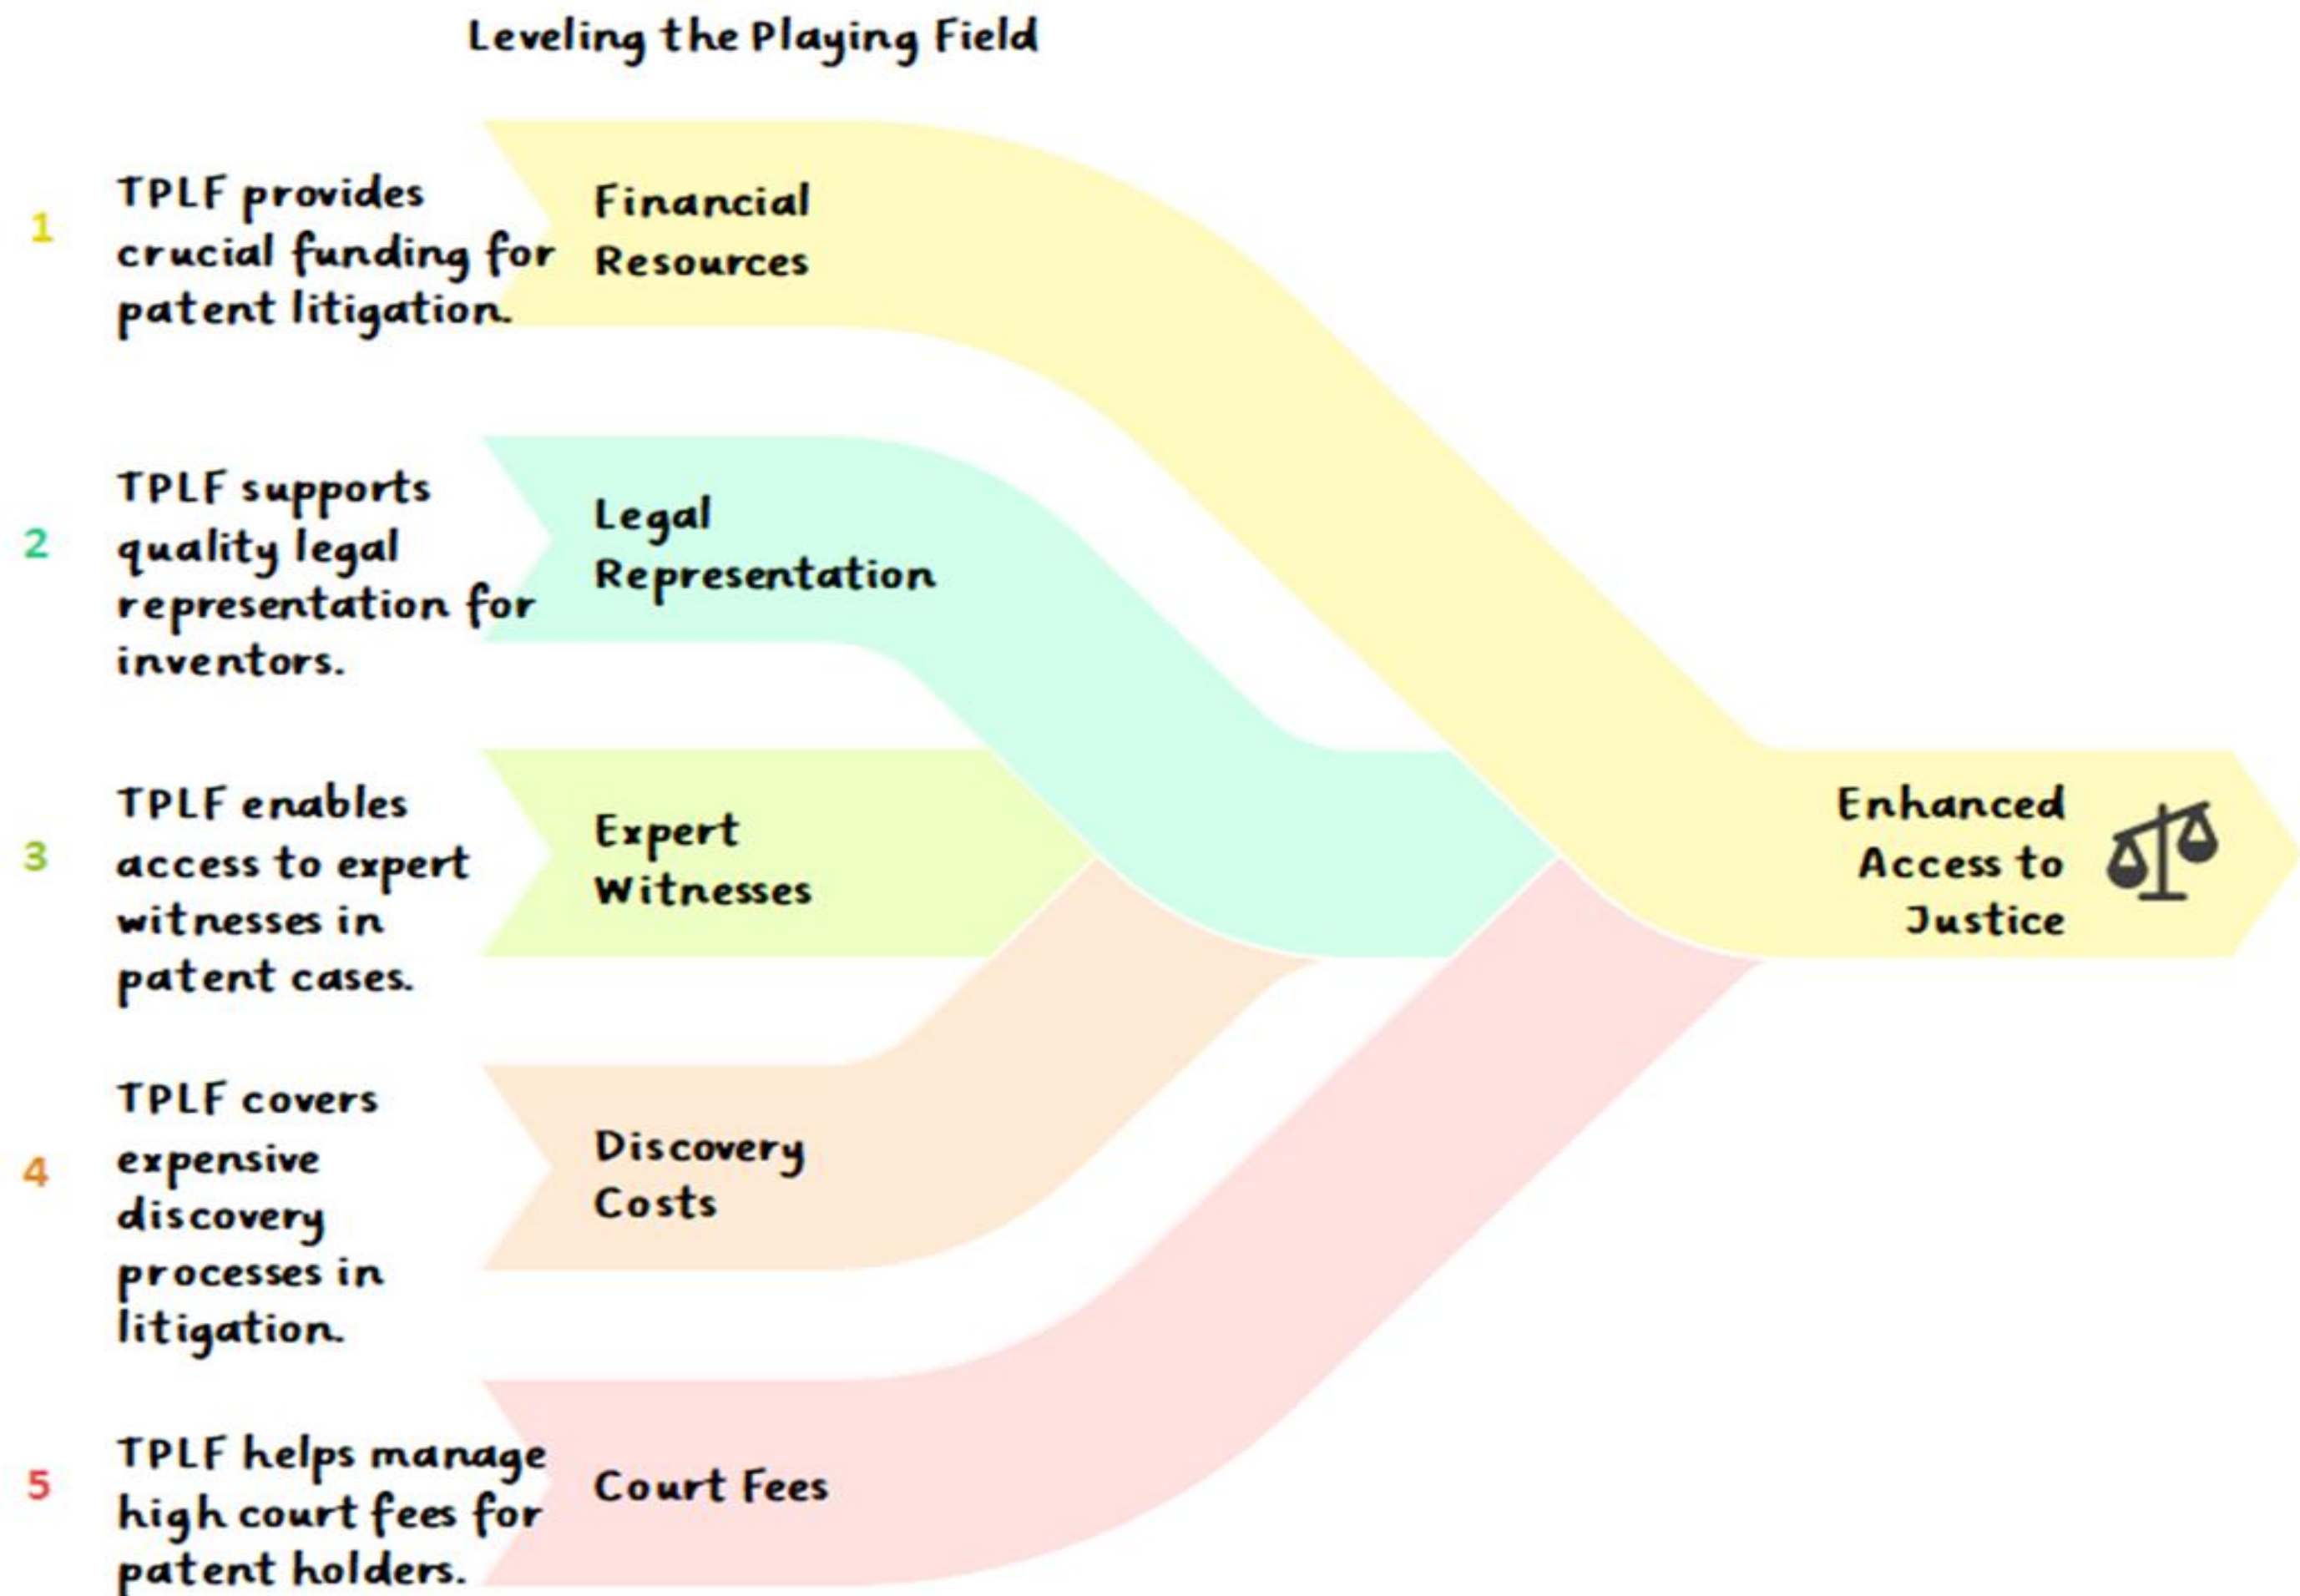 Leveling the Playing Field
1
TPLF provides
crucial funding for
patent litigation.
Financial
Resources
2
TPLF supports
quality legal
representation for
inventors.
Legal
Representation
3
TPLF enables
access to expert
witnesses in
patent cases.
Expert
Witnesses
Enhanced
Access to
Justice
4
TPLF covers
expensive
discovery
processes in
litigation.
Discovery
Costs
5
TPLF helps manage
high court fees for
patent holders.
Court Fees